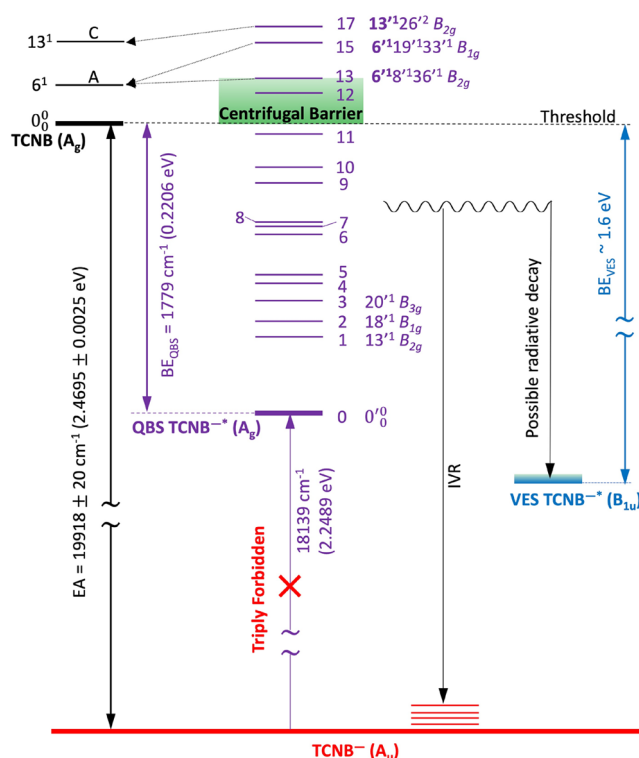 17 13'¹26'² B₂g
13¹ C
15 6'¹19'¹33'¹ B₁g
6¹ A
13 6'¹8'¹36'¹ B₂g
12
Centrifugal Barrier
0⁰₀
Threshold
TCNB (Ag)
11
10
9
8
7
6
5
4
3 20'¹ B₃g
2 18'¹ B₁g
1 13'¹ B₂g
0 0'⁰₀
QBS TCNB⁻* (Ag)
BE_QBS = 1779 cm⁻¹ (0.2206 eV)
EA = 19918 ± 20 cm⁻¹ (2.4695 ± 0.0025 eV)
18139 cm⁻¹
(2.2489 eV)
Triply Forbidden
IVR
Possible radiative decay
BE_VES ~ 1.6 eV
VES TCNB⁻* (B₁u)
TCNB⁻ (Au)